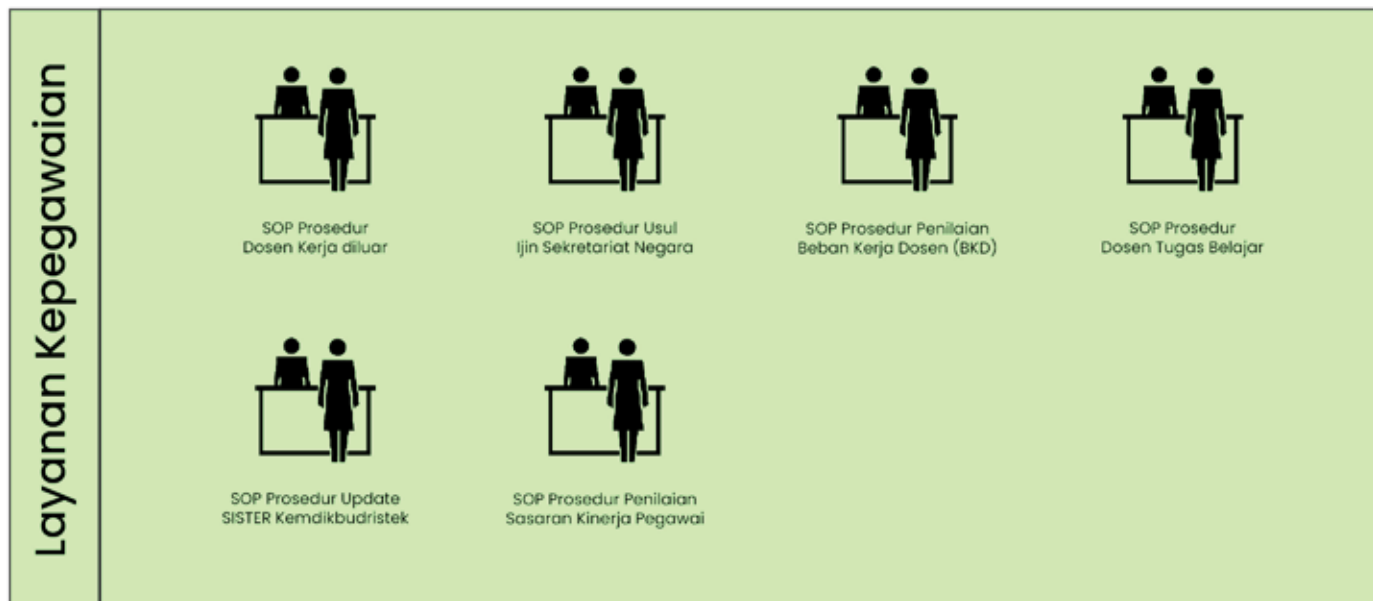 Layanan Kepegawaian
SOP Prosedur
Dosen Kerja diluar
SOP Prosedur Usul
Ijin Sekretariat Negara
SOP Prosedur Penilaian
Beban Kerja Dosen (BKD)
SOP Prosedur
Dosen Tugas Belajar
SOP Prosedur Update
SISTER Kemdikbudristek
SOP Prosedur Penilaian
Sasaran Kinerja Pegawai